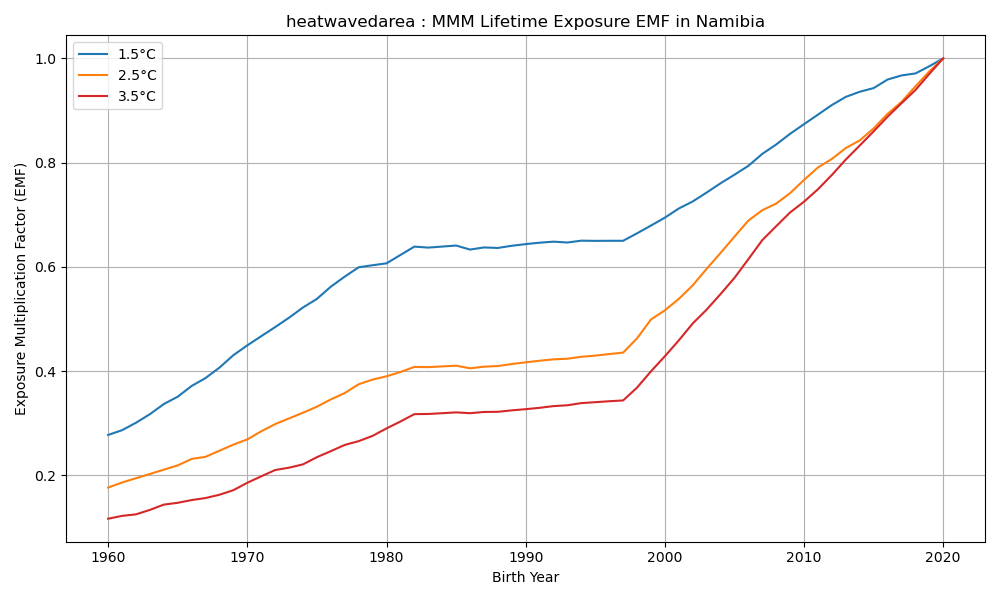 heatwavedarea : MMM Lifetime Exposure EMF in Namibia
1.5°C
2.5°C
3.5°C
Exposure Multiplication Factor (EMF)
1.0
0.8
0.6
0.4
0.2
1960 1970 1980 1990 2000 2010 2020
Birth Year